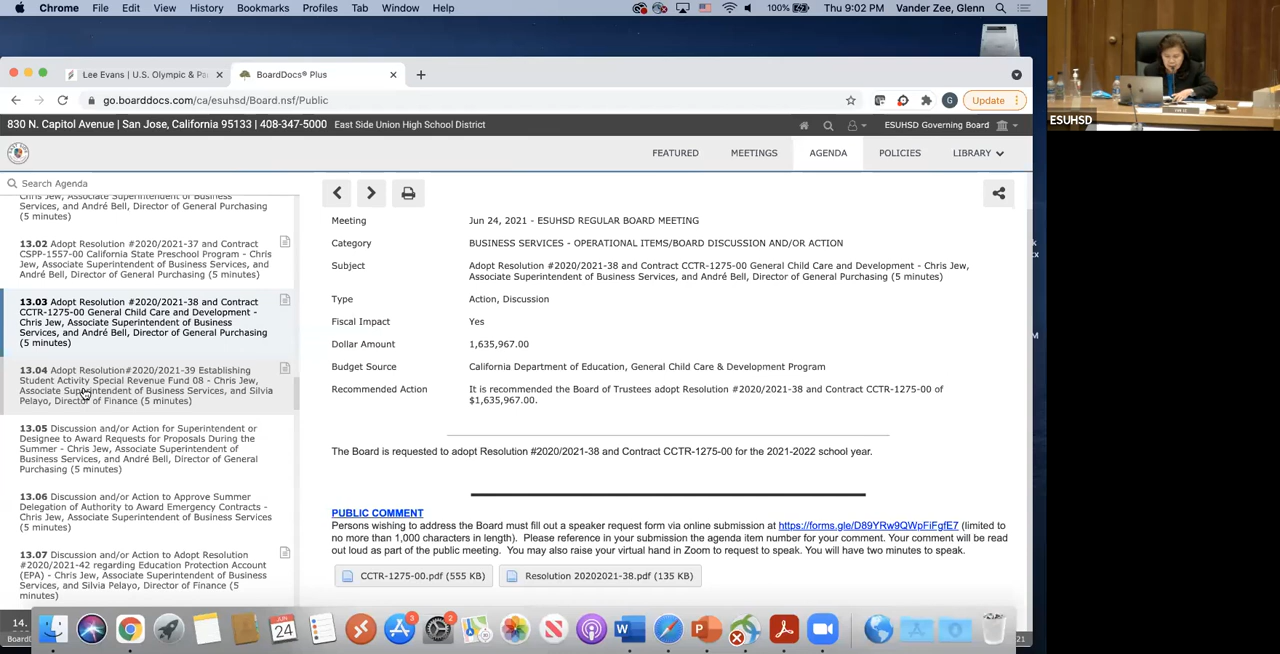 Chrome File Edit View History Bookmarks Profiles Tab Window Help 100% Thu 9:02 PM Vander Zee, Glenn
Lee Evans | U.S. Olympic & Pa
BoardDocs® Plus
go.boarddocs.com/ca/esuhsd/Board.nsf/Public
G Update
830 N. Capitol Avenue | San Jose, California 95133 | 408-347-5000 East Side Union High School District
ESUHSD Governing Board
FEATURED MEETINGS AGENDA POLICIES LIBRARY
Search Agenda
Chris Jew, Associate Superintendent of Business
Services, and André Bell, Director of General Purchasing
(5 minutes)
13.02 Adopt Resolution #2020/2021-37 and Contract
CSPP-1557-00 California State Preschool Program - Chris
Jew, Associate Superintendent of Business Services, and
André Bell, Director of General Purchasing (5 minutes)
13.03 Adopt Resolution #2020/2021-38 and Contract
CCTR-1275-00 General Child Care and Development -
Chris Jew, Associate Superintendent of Business
Services, and André Bell, Director of General Purchasing
(5 minutes)
13.04 Adopt Resolution#2020/2021-39 Establishing
Student Activity Special Revenue Fund 08 - Chris Jew,
Associate Superintendent of Business Services, and Silvia
Pelayo, Director of Finance (5 minutes)
13.05 Discussion and/or Action for Superintendent or
Designee to Award Requests for Proposals During the
Summer - Chris Jew, Associate Superintendent of
Business Services, and André Bell, Director of General
Purchasing (5 minutes)
13.06 Discussion and/or Action to Approve Summer
Delegation of Authority to Award Emergency Contracts -
Chris Jew, Associate Superintendent of Business Services
(5 minutes)
13.07 Discussion and/or Action to Adopt Resolution
#2020/2021-42 regarding Education Protection Account
(EPA) - Chris Jew, Associate Superintendent of Business
Services, and Silvia Pelayo, Director of Finance (5
minutes)
14.
Meeting Jun 24, 2021 - ESUHSD REGULAR BOARD MEETING
Category BUSINESS SERVICES - OPERATIONAL ITEMS/BOARD DISCUSSION AND/OR ACTION
Subject Adopt Resolution #2020/2021-38 and Contract CCTR-1275-00 General Child Care and Development - Chris Jew,
Associate Superintendent of Business Services, and André Bell, Director of General Purchasing (5 minutes)
Type Action, Discussion
Fiscal Impact Yes
Dollar Amount 1,635,967.00
Budget Source California Department of Education, General Child Care & Development Program
Recommended Action It is recommended the Board of Trustees adopt Resolution #2020/2021-38 and Contract CCTR-1275-00 of
$1,635,967.00.
The Board is requested to adopt Resolution #2020/2021-38 and Contract CCTR-1275-00 for the 2021-2022 school year.
PUBLIC COMMENT
Persons wishing to address the Board must fill out a speaker request form via online submission at https://forms.gle/D89YRw9QWpFiFgfE7 (limited to
no more than 1,000 characters in length). Please reference in your submission the agenda item number for your comment. Your comment will be read
out loud as part of the public meeting. You may also raise your virtual hand in Zoom to request to speak. You will have two minutes to speak.
CCTR-1275-00.pdf (555 KB) Resolution 20202021-38.pdf (135 KB)
JUN
24
3
2
ESUHSD